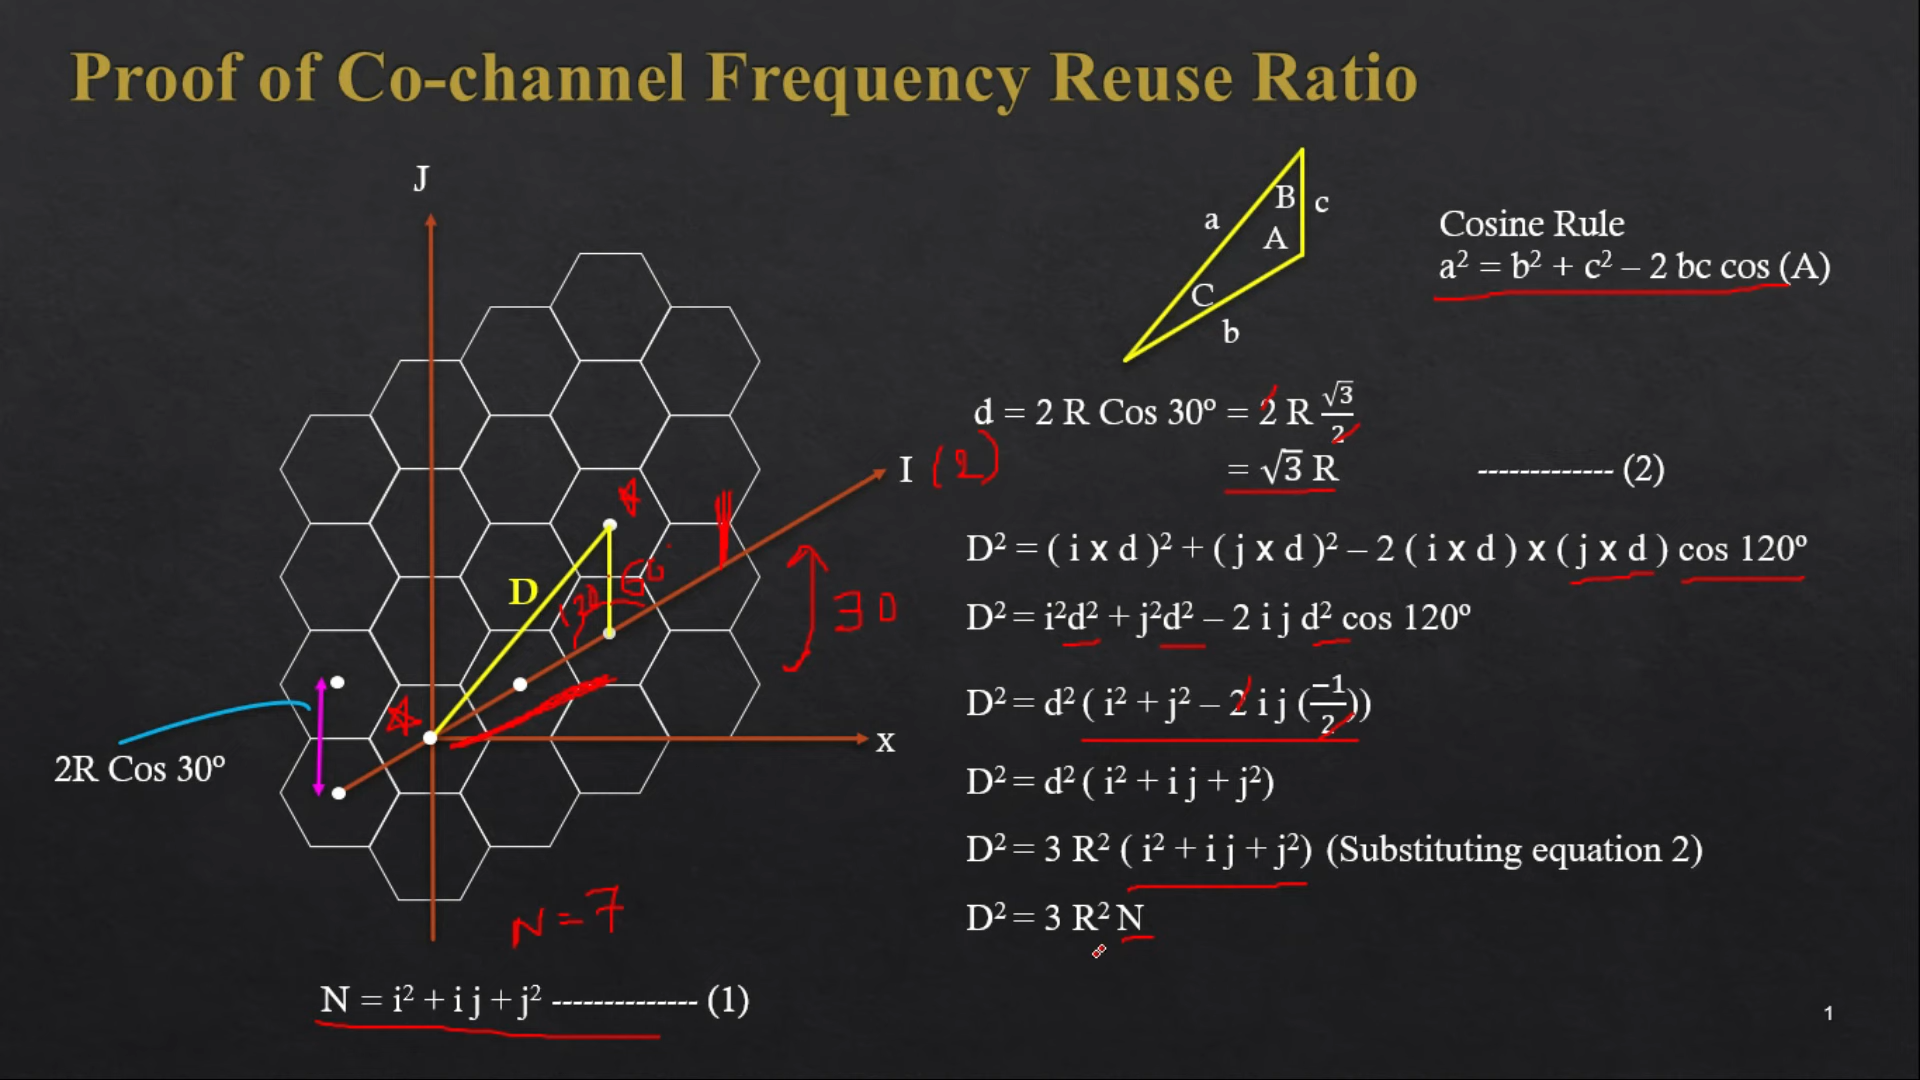 Proof of Co-channel Frequency Reuse Ratio
J
B
c
a
A
C
b
Cosine Rule
a² = b² + c² – 2 bc cos (A)
d = 2 R Cos 30º = 2 R √3/2
= √3 R ------------- (2)
I (2)
D² = ( i x d )² + ( j x d )² – 2 ( i x d ) x ( j x d ) cos 120º
D
60
120
30
D² = i²d² + j²d² – 2 i j d² cos 120º
D² = d² ( i² + j² – 2 i j (−1/2))
x
2R Cos 30º
D² = d² ( i² + i j + j²)
D² = 3 R² ( i² + i j + j²) (Substituting equation 2)
N = 7
D² = 3 R² N
N = i² + i j + j² -------------- (1)
1